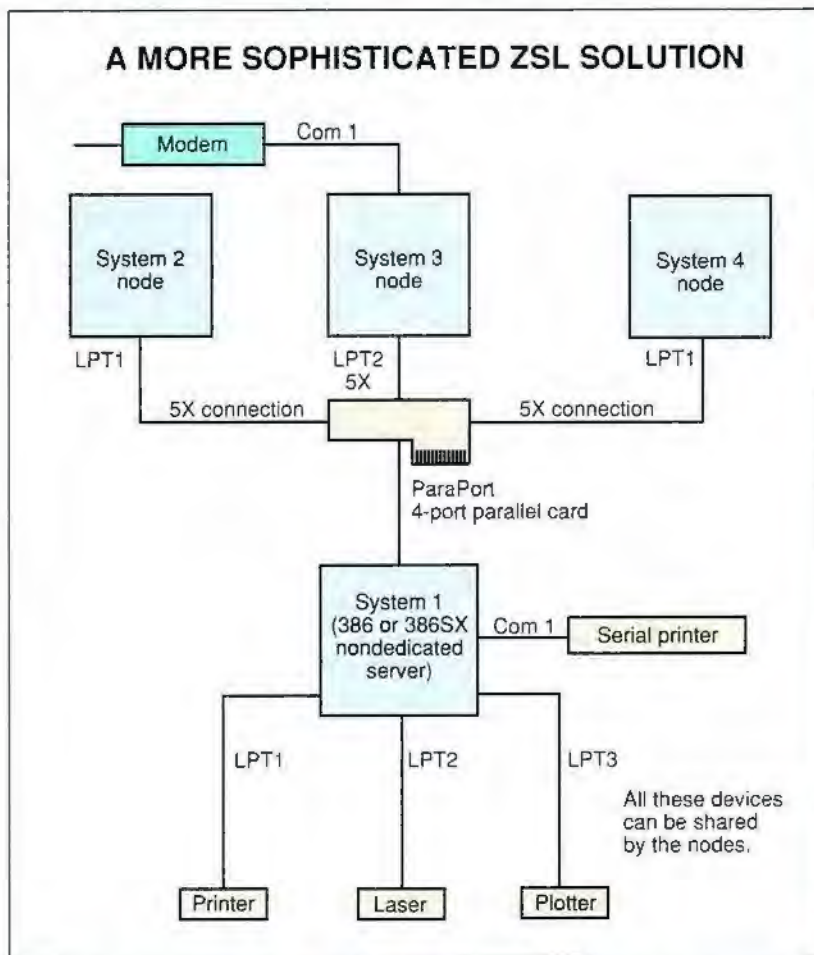 A MORE SOPHISTICATED ZSL SOLUTION
Modem
Com 1
System 2
node
System 3
node
System 4
node
LPT1
LPT2
5X
LPT1
5X connection
5X connection
ParaPort
4-port parallel card
System 1
(386 or 386SX
nondedicated
server)
Com 1
Serial printer
LPT1
LPT2
LPT3
All these devices
can be shared
by the nodes.
Printer
Laser
Plotter